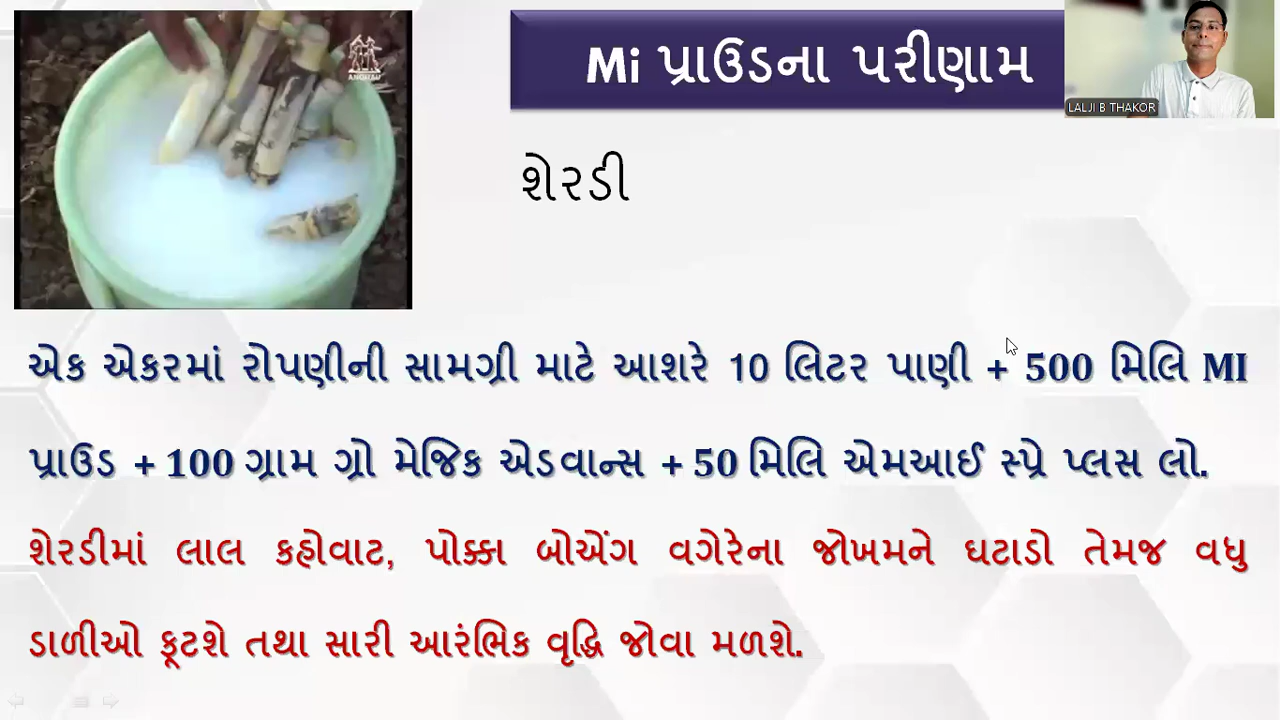 ANGRAU
Mi પ્રાઉડના પરીણામ
LALJI B THAKOR
શેરડી
એક એકરમાં રોપણીની સામગ્રી માટે આશરે 10 લિટર પાણી + 500 મિલિ MI
પ્રાઉડ + 100 ગ્રામ ગ્રો મેજિક એડવાન્સ + 50 મિલિ એમઆઈ સ્પ્રે પ્લસ લો.
શેરડીમાં લાલ કહોવાટ, પોક્કા બોએંગ વગેરેના જોખમને ઘટાડો તેમજ વધુ
ડાળીઓ ફૂટશે તથા સારી આરંભિક વૃદ્ધિ જોવા મળશે.